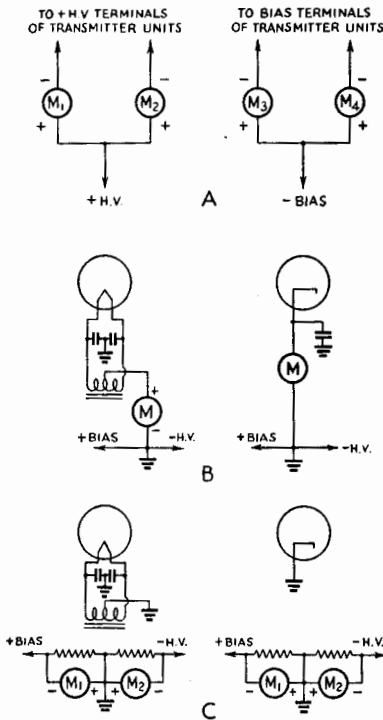 TO + H.V TERMINALS
OF TRANSMITTER UNITS
TO BIAS TERMINALS
OF TRANSMITTER UNITS
- - - -
M1 M2 M3 M4
+ + + +
+ H.V. A - BIAS
+
M M
-
+BIAS -H.V. +BIAS -H.V.
B
+BIAS -H.V. +BIAS -H.V.
- M1 + + M2 - - M1 + + M2 -
C